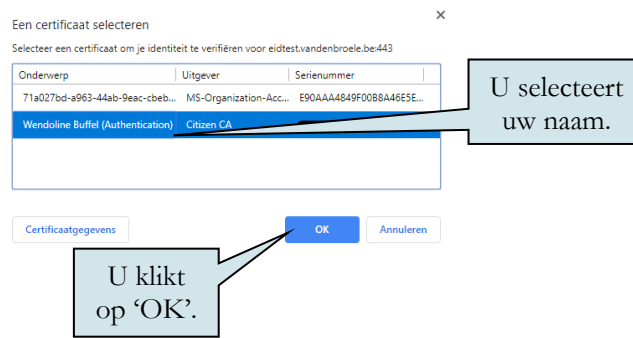 Een certificaat selecteren
Selecteer een certificaat om je identiteit te verifiëren voor eidtest.vandenbroele.be:443
Onderwerp Uitgever Serienummer
71a027bd-a963-44ab-9eac-cbeb... MS-Organization-Acc... E90AAA4849F00B8A46E5E...
Wendoline Buffel (Authentication) Citizen CA
U selecteert
uw naam.
Certificaatgegevens OK Annuleren
U klikt
op ‘OK’.